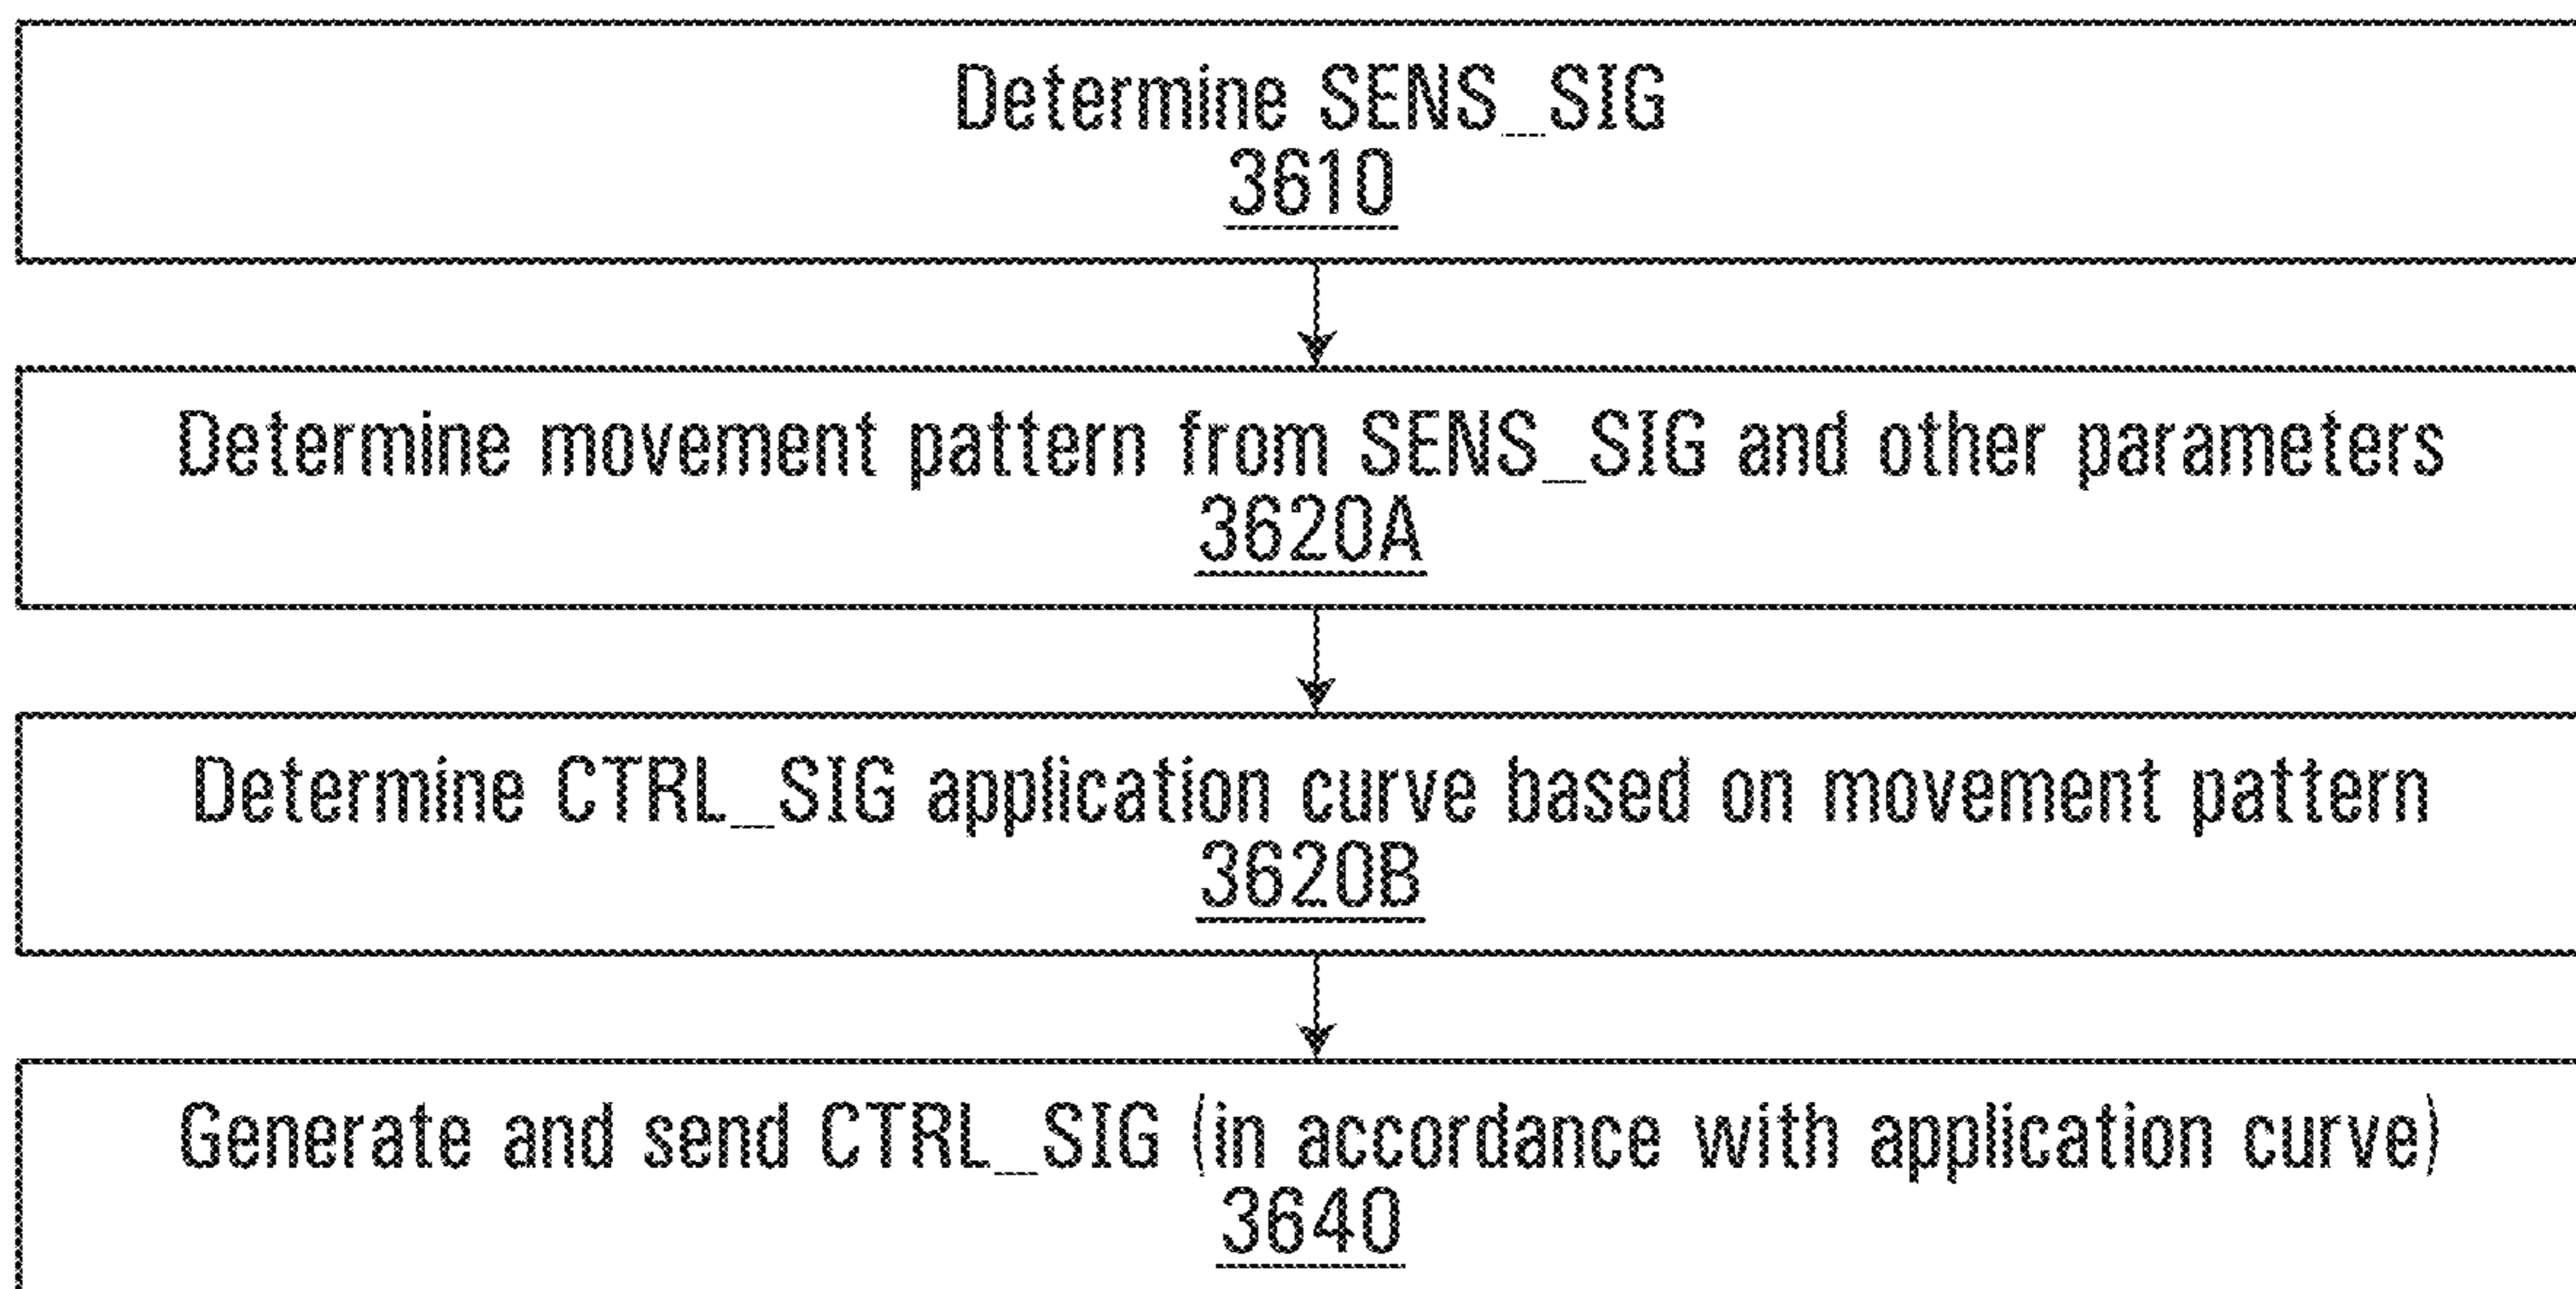 Determine SENS_SIG
3610
Determine movement pattern from SENS_SIG and other parameters
3620A
Determine CTRL_SIG application curve based on movement pattern
3620B
Generate and send CTRL_SIG (in accordance with application curve)
3640